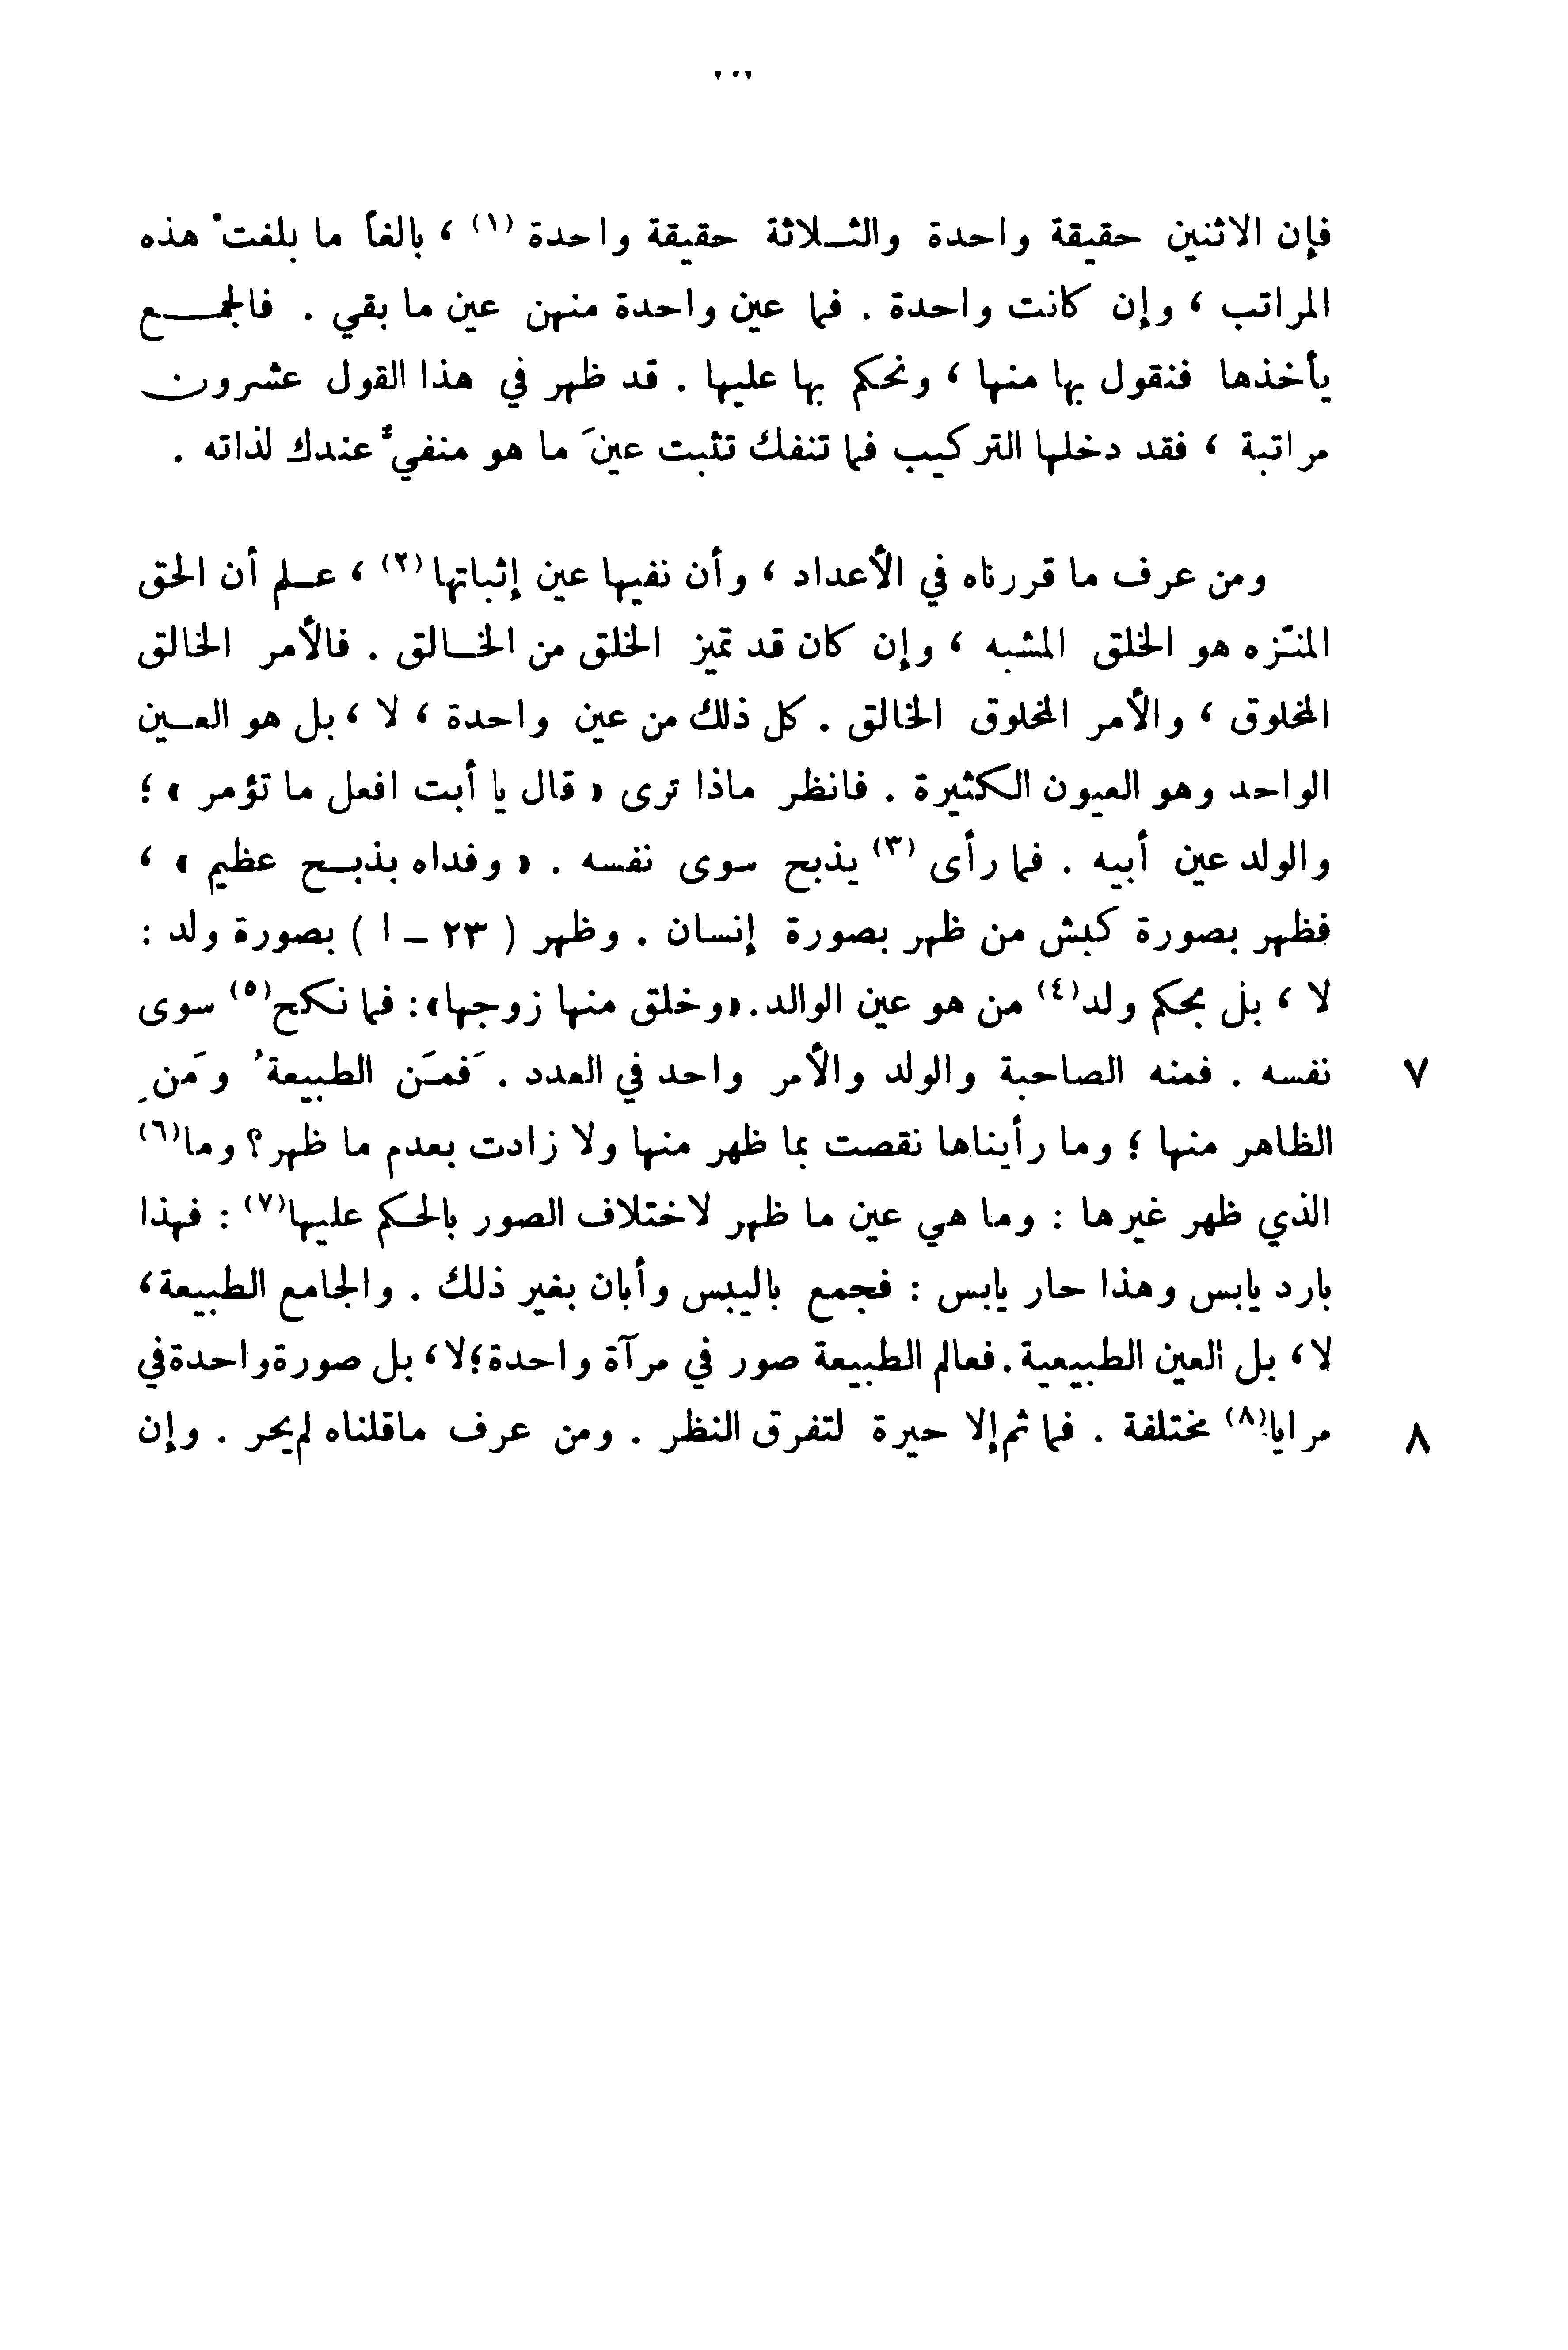 فإن الاثنين حقيقة واحدة والثـلاثة حقيقة واحدة (١) ، بالغاً ما بلغتْ هذه
المراتب ، وإن كانت واحدة . فما عين واحدة منهن عين ما بقي . فالجمـع
يأخذها فنقول بها منها ، ونحكم بها عليها . قد ظهر في هذا القول عشرون
مراتبة ، فقد دخلها التركيب فما تنفك تثبت عينَ ما هو منفيٌ عندك لذاته .
ومن عرف ما قررناه في الأعداد ، وأن نفيها عين إثباتها (٢) ، عـلم أن الحق
المنزّه هو الخلق المشبه ، وإن كان قد تميز الخلق من الخـالق . فالأمر الخالق
المخلوق ، والأمر المخلوق الخالق . كل ذلك من عين واحدة ، لا ، بل هو العـين
الواحد وهو العيون الكثيرة . فانظر ماذا ترى « قال يا أبت افعل ما تؤمر » ؛
والولد عين أبيه . فما رأى (٣) يذبح سوى نفسه . « وفداه بذبـح عظيم » ،
فظهر بصورة كبش من ظهر بصورة إنسان . وظهر ( ٢٣ – ا ) بصورة ولد :
لا ، بل بحكم ولد(٤) من هو عين الوالد. «وخلق منها زوجها» : فما نكح(٥) سوى
٧ نفسه . فمنه الصاحبة والولد والأمر واحد في العدد . فَمَن الطبيعةُ ومَن
الظاهر منها ؛ وما رأيناها نقصت بما ظهر منها ولا زادت بعدم ما ظهر؟ وما(٦)
الذي ظهر غيرها : وما هي عين ما ظهر لاختلاف الصور بالحكم عليها(٧) : فهذا
بارد يابس وهذا حار يابس : فجمع باليبس وأبان بغير ذلك . والجامع الطبيعة،
لا، بل العين الطبيعية. فعالم الطبيعة صور في مرآة واحدة؛ لا، بل صورة واحدة في
٨ مرايا(٨) مختلفة . فما ثم إلا حيرة لتفرق النظر . ومن عرف ماقلناه لم يحر . وإن